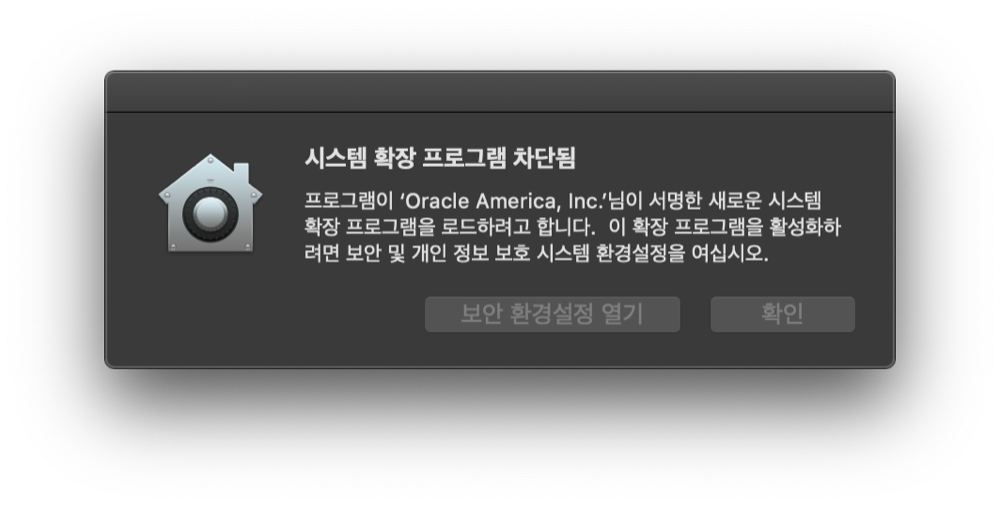 시스템 확장 프로그램 차단됨
프로그램이 ‘Oracle America, Inc.’님이 서명한 새로운 시스템
확장 프로그램을 로드하려고 합니다.  이 확장 프로그램을 활성화하
려면 보안 및 개인 정보 보호 시스템 환경설정을 여십시오.
보안 환경설정 열기
확인